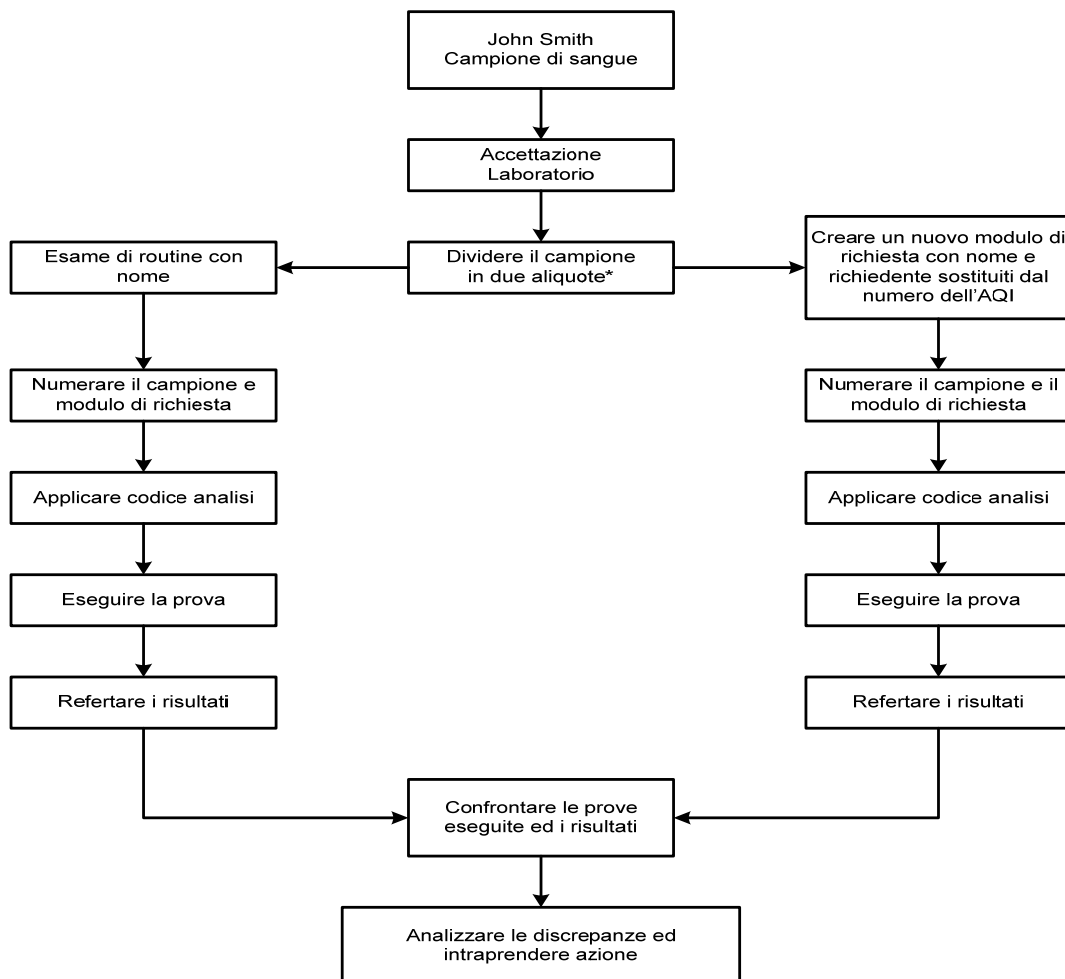 John Smith
Campione di sangue
Accettazione
Laboratorio
Dividere il campione
in due aliquote*
Esame di routine con
nome
Numerare il campione e
modulo di richiesta
Applicare codice analisi
Eseguire la prova
Refertare i risultati
Creare un nuovo modulo di
richiesta con nome e
richiedente sostituiti dal
numero dell'AQI
Numerare il campione e il
modulo di richiesta
Applicare codice analisi
Eseguire la prova
Refertare i risultati
Confrontare le prove
eseguite ed i risultati
Analizzare le discrepanze ed
intraprendere azione